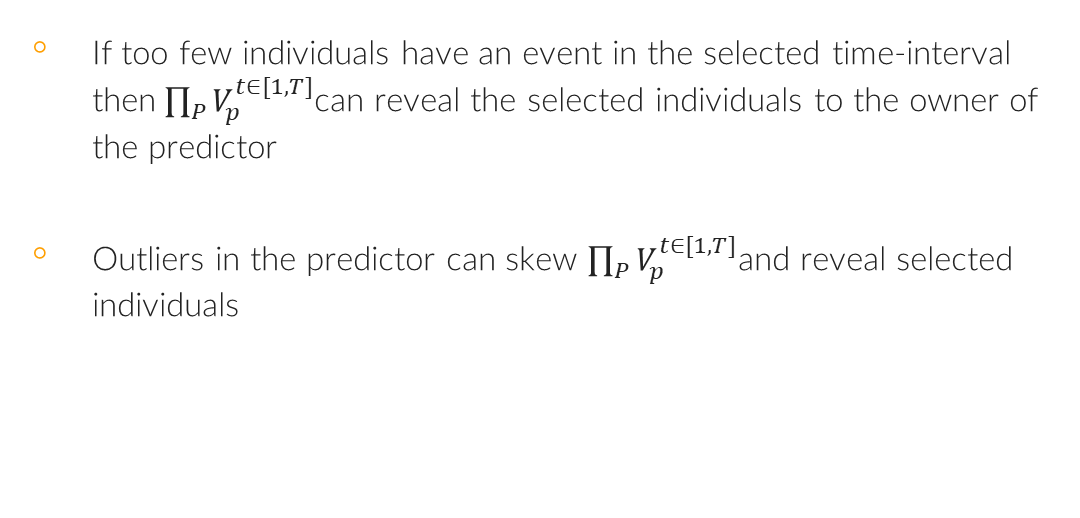 If too few individuals have an event in the selected time-interval
then ∏_P V_p^{t∈[1,T]} can reveal the selected individuals to the owner of
the predictor
Outliers in the predictor can skew ∏_P V_p^{t∈[1,T]} and reveal selected
individuals